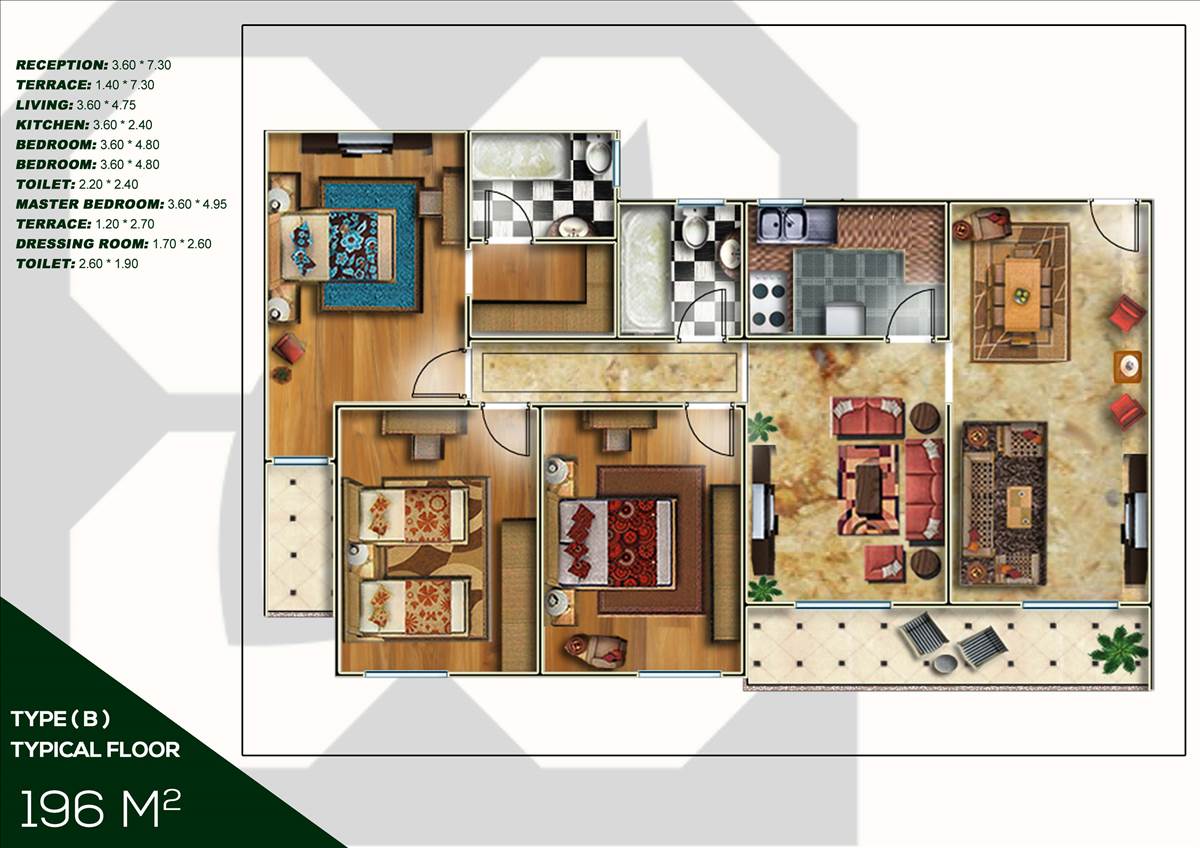 RECEPTION: 3.60 * 7.30
TERRACE: 1.40 * 7.30
LIVING: 3.60 * 4.75
KITCHEN: 3.60 * 2.40
BEDROOM: 3.60 * 4.80
BEDROOM: 3.60 * 4.80
TOILET: 2.20 * 2.40
MASTER BEDROOM: 3.60 * 4.95
TERRACE: 1.20 * 2.70
DRESSING ROOM: 1.70 * 2.60
TOILET: 2.60 * 1.90
TYPE ( B )
TYPICAL FLOOR
196 M²